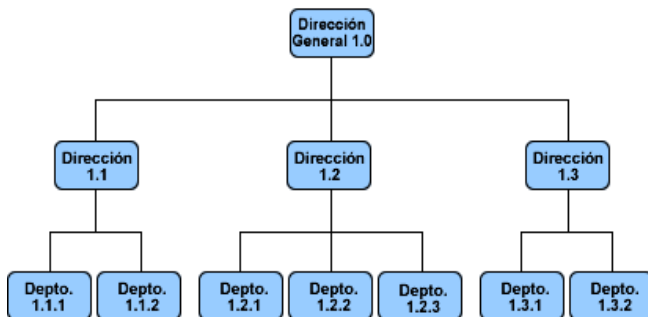 Dirección
General 1.0
Dirección
1.1
Dirección
1.2
Dirección
1.3
Depto.
1.1.1
Depto.
1.1.2
Depto.
1.2.1
Depto.
1.2.2
Depto.
1.2.3
Depto.
1.3.1
Depto.
1.3.2